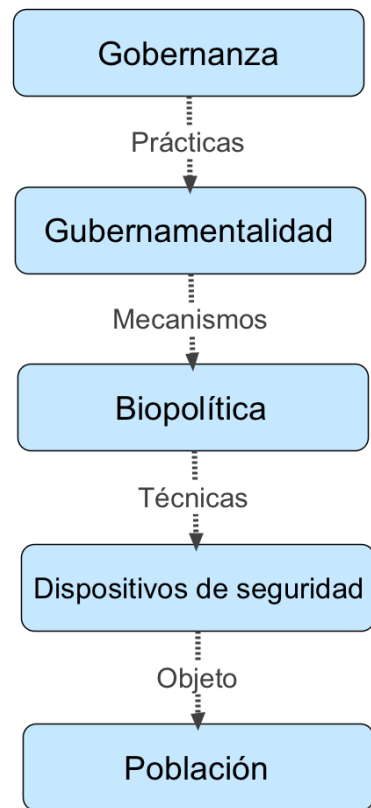 Gobernanza
Prácticas
Gubernamentalidad
Mecanismos
Biopolítica
Técnicas
Dispositivos de seguridad
Objeto
Población